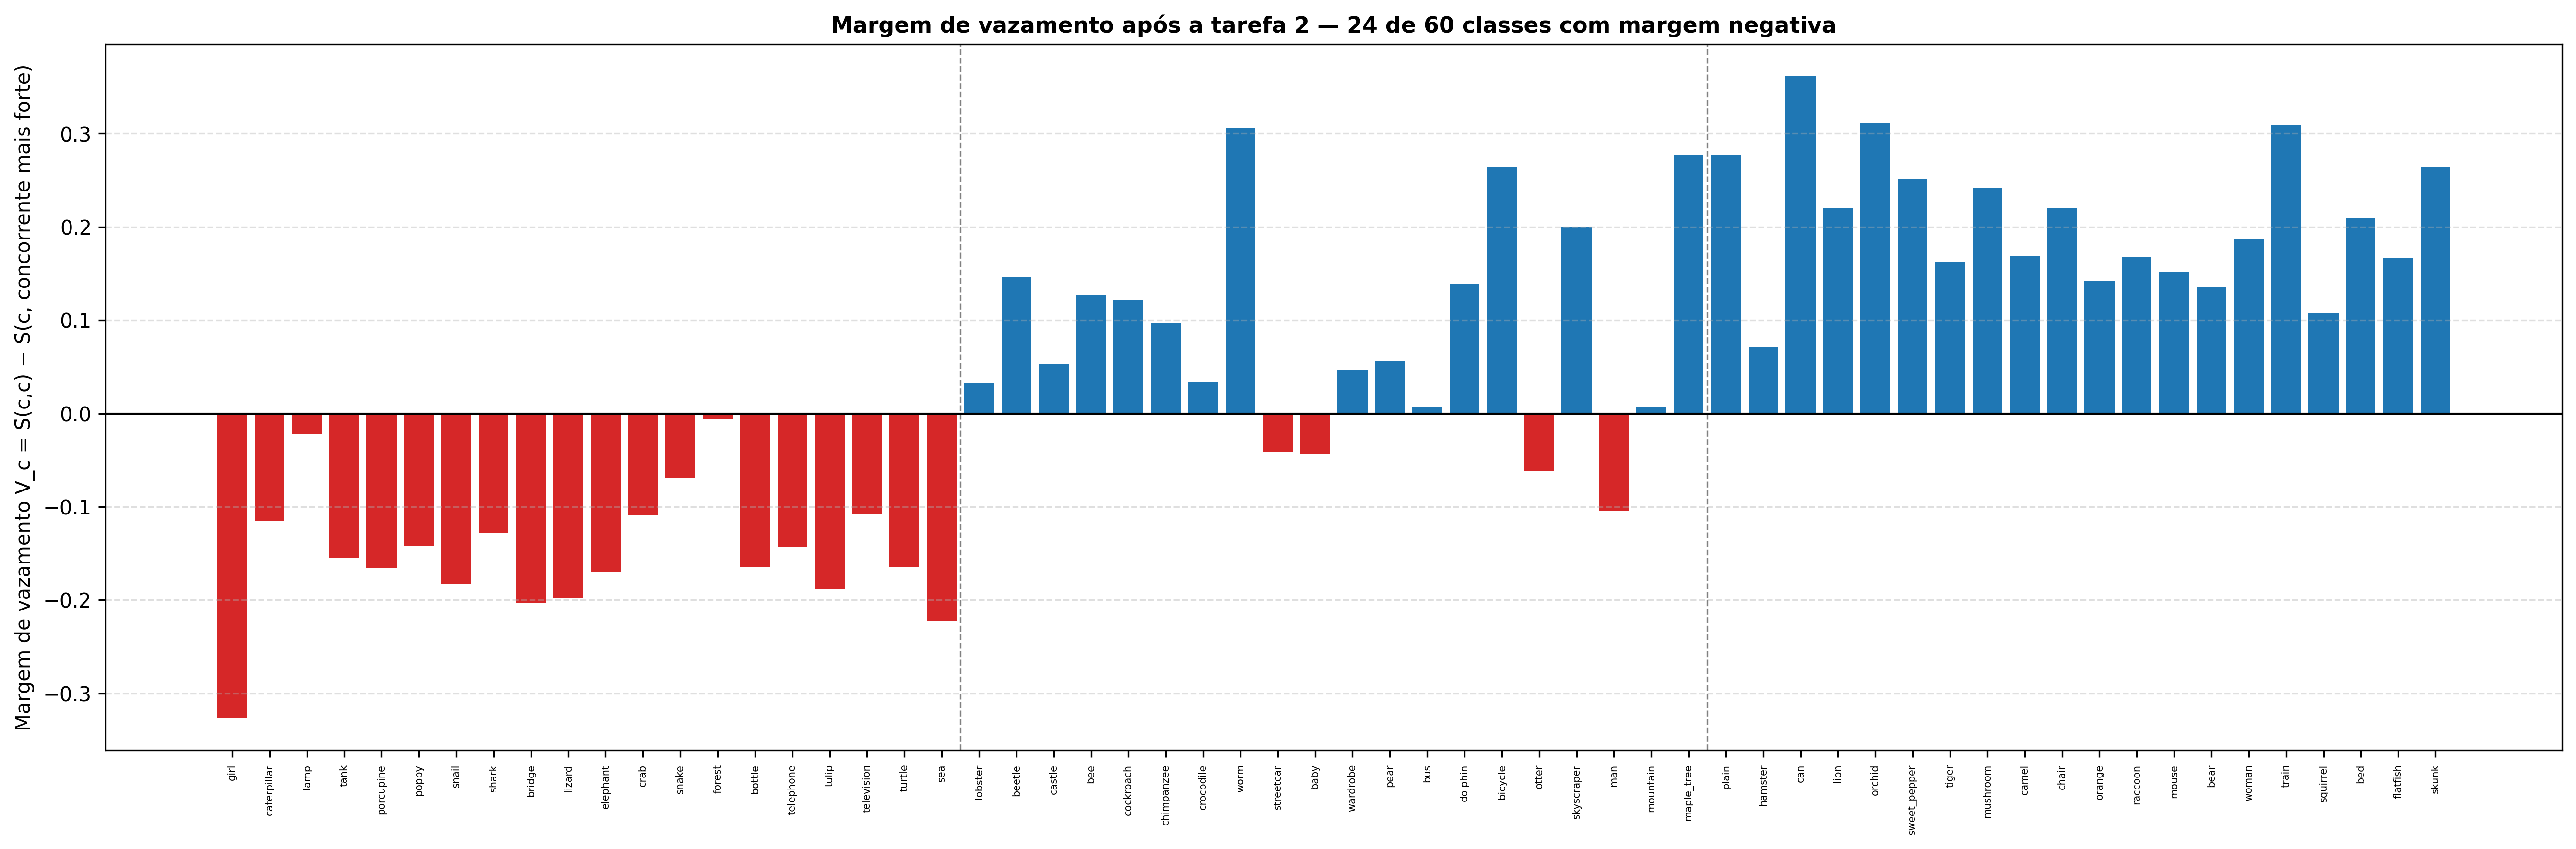 Margem de vazamento após a tarefa 2 — 24 de 60 classes com margem negativa
Margem de vazamento V_c = S(c,c) − S(c, concorrente mais forte)
0.3
0.2
0.1
0.0
−0.1
−0.2
−0.3
girl
caterpillar
lamp
tank
porcupine
poppy
snail
shark
bridge
lizard
elephant
crab
snake
forest
bottle
telephone
tulip
television
turtle
sea
lobster
beetle
castle
bee
cockroach
chimpanzee
crocodile
worm
streetcar
baby
wardrobe
pear
bus
dolphin
bicycle
otter
skyscraper
man
mountain
maple_tree
plain
hamster
can
lion
orchid
sweet_pepper
tiger
mushroom
camel
chair
orange
raccoon
mouse
bear
woman
train
squirrel
bed
flatfish
skunk